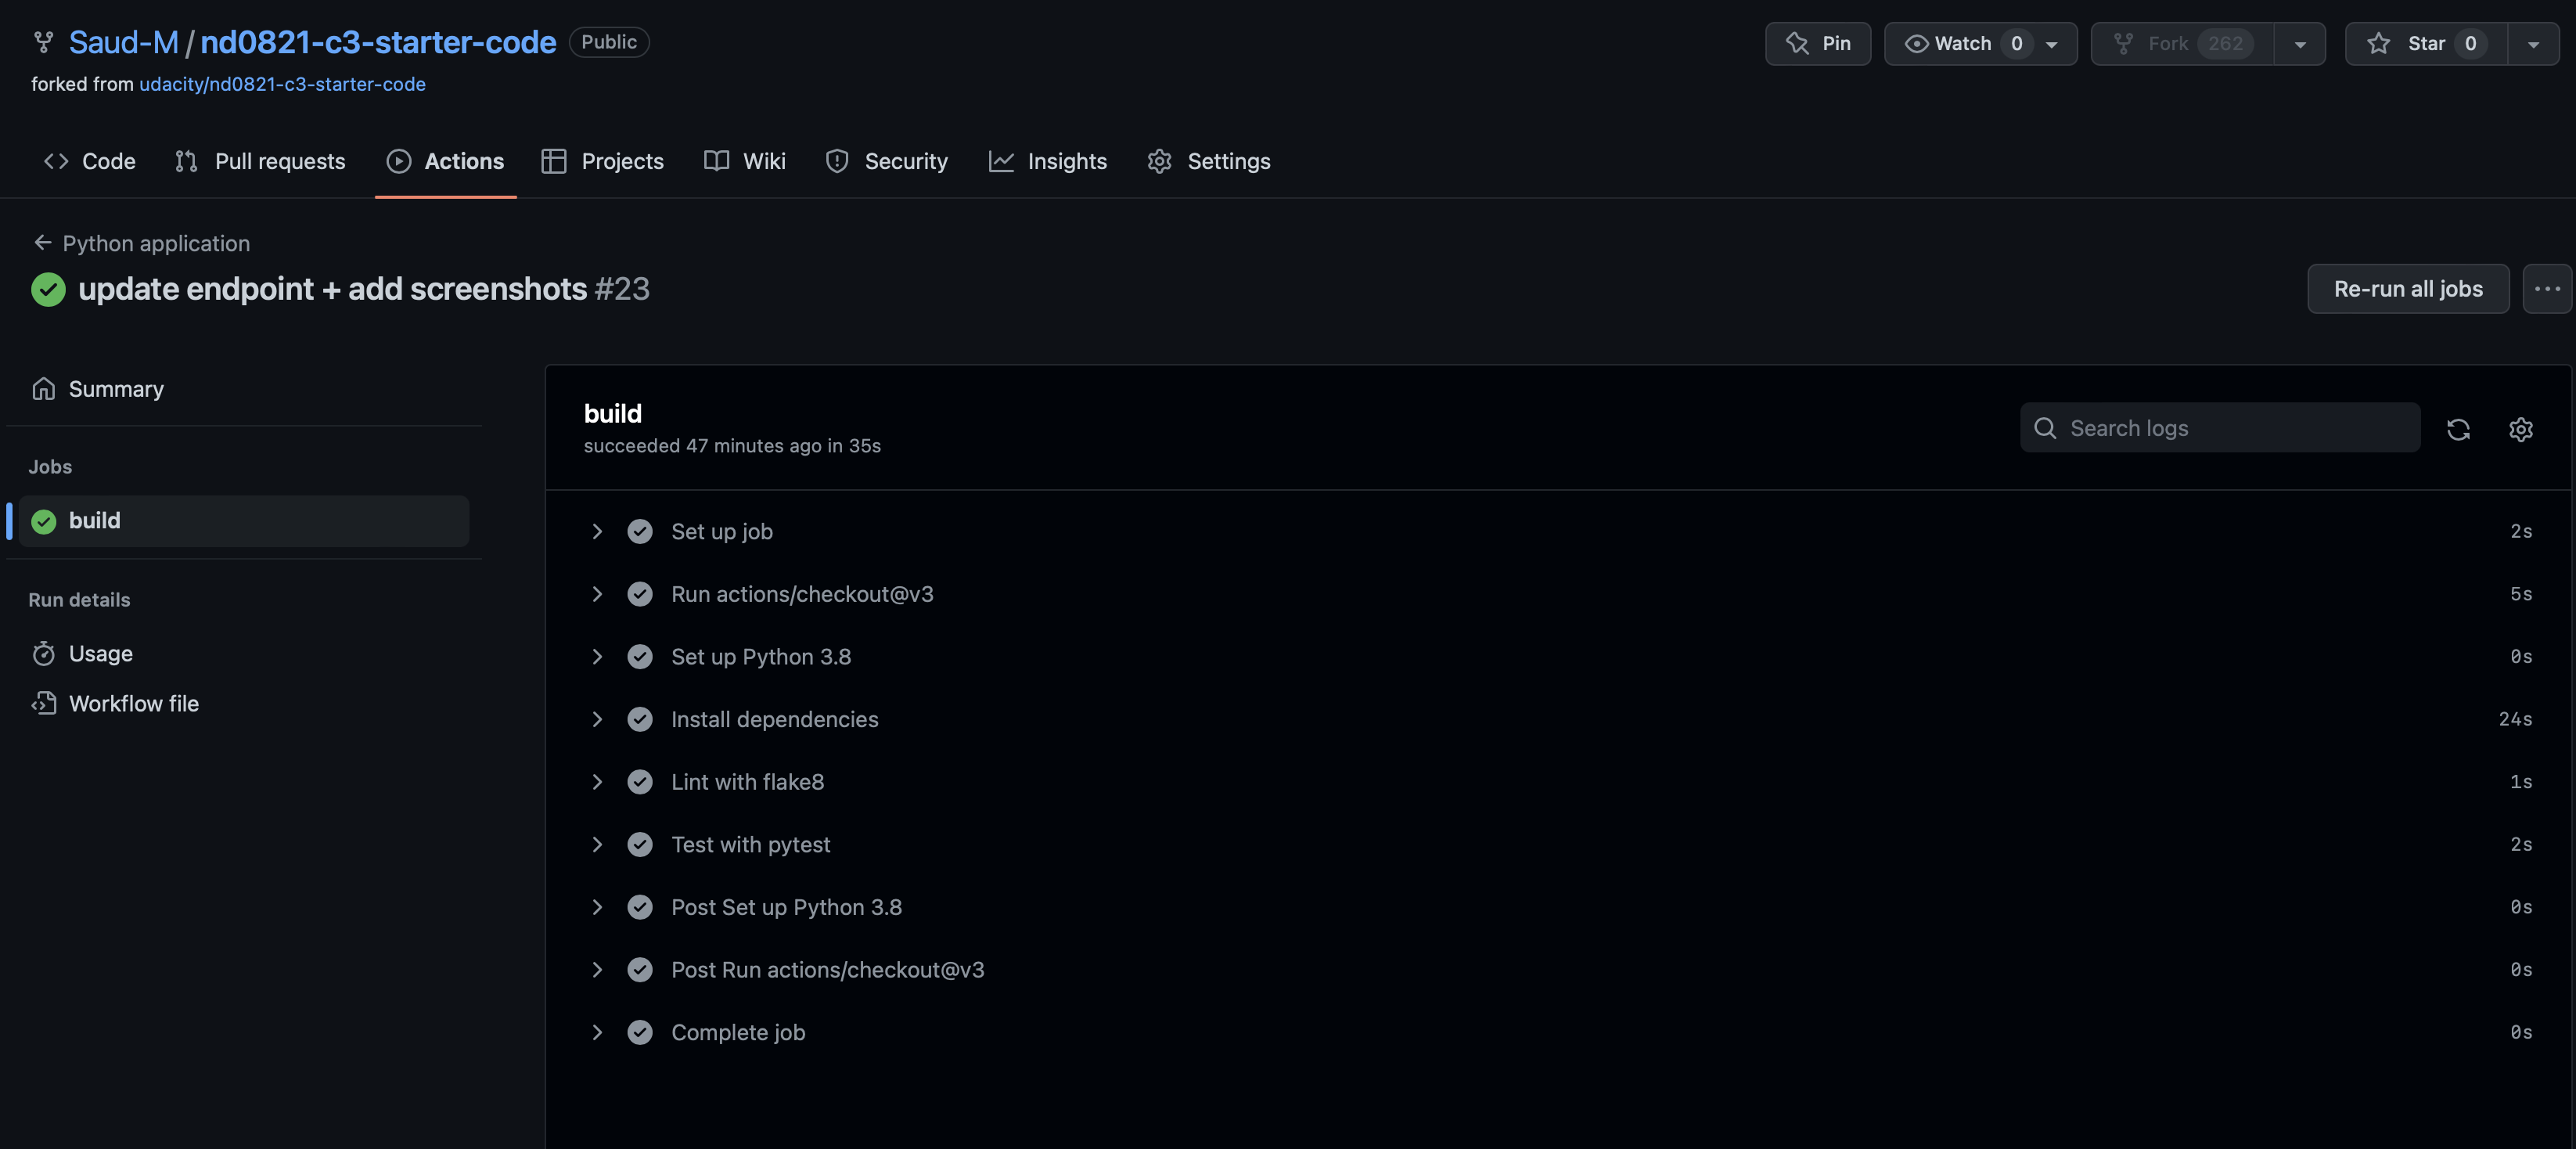 Saud-M / nd0821-c3-starter-code Public Pin Watch 0 Fork 262 Star 0
forked from udacity/nd0821-c3-starter-code
Code Pull requests Actions Projects Wiki Security Insights Settings
Python application
update endpoint + add screenshots #23 Re-run all jobs
Summary
Jobs
build
Run details
Usage
Workflow file
build
succeeded 47 minutes ago in 35s
Search logs
Set up job 2s
Run actions/checkout@v3 5s
Set up Python 3.8 0s
Install dependencies 24s
Lint with flake8 1s
Test with pytest 2s
Post Set up Python 3.8 0s
Post Run actions/checkout@v3 0s
Complete job 0s